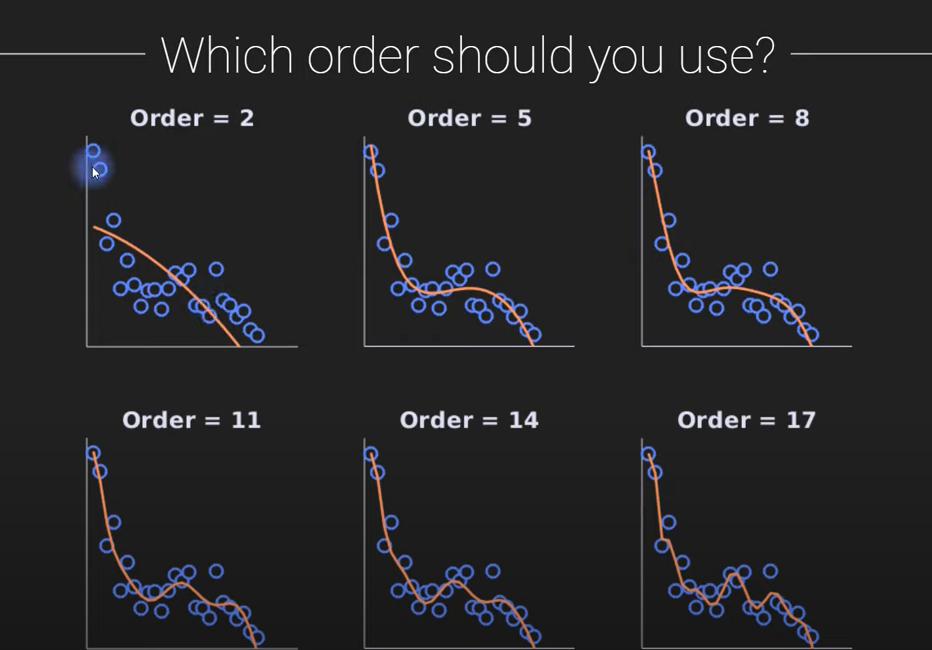 Which order should you use?
Order = 2
Order = 5
Order = 8
Order = 11
Order = 14
Order = 17